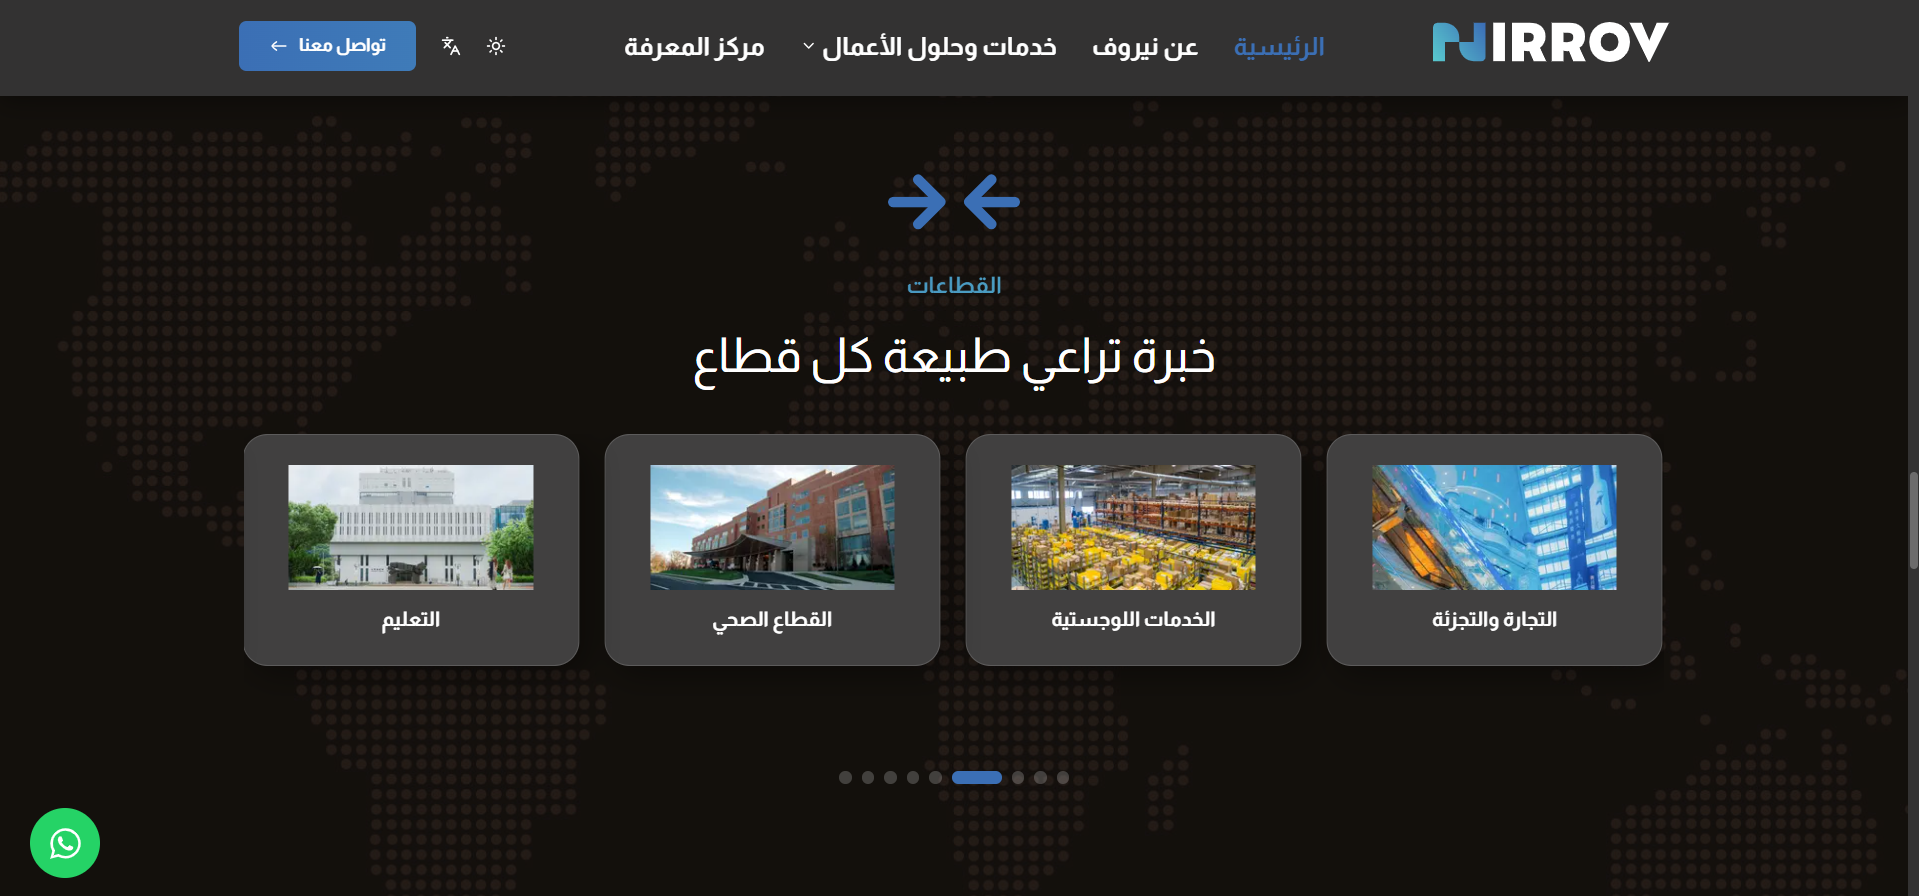 NIRROV
الرئيسية
عن نيروف
خدمات وحلول الأعمال
مركز المعرفة
تواصل معنا
القطاعات
خبرة تراعي طبيعة كل قطاع
التجارة والتجزئة
الخدمات اللوجستية
القطاع الصحي
التعليم